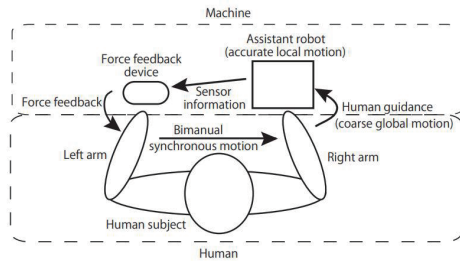 Machine
Assistant robot
(accurate local motion)
Force feedback
device
Sensor
information
Force feedback
Human guidance
(coarse global motion)
Bimanual
synchronous motion
Left arm
Right arm
Human subject
Human